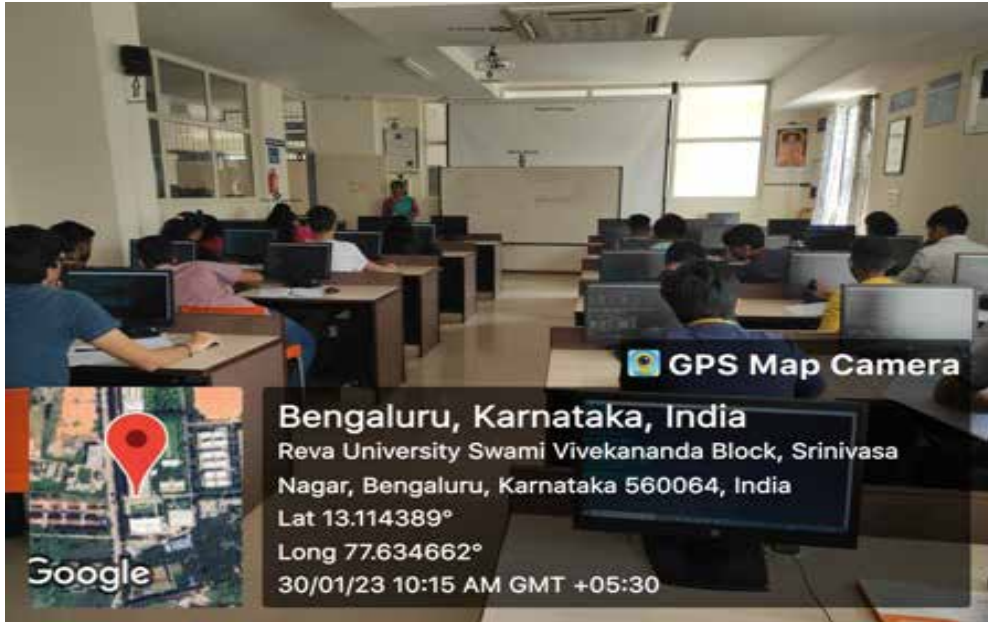 GPS Map Camera
Bengaluru, Karnataka, India
Reva University Swami Vivekananda Block, Srinivasa
Nagar, Bengaluru, Karnataka 560064, India
Lat 13.114389°
Long 77.634662°
30/01/23 10:15 AM GMT +05:30
Google